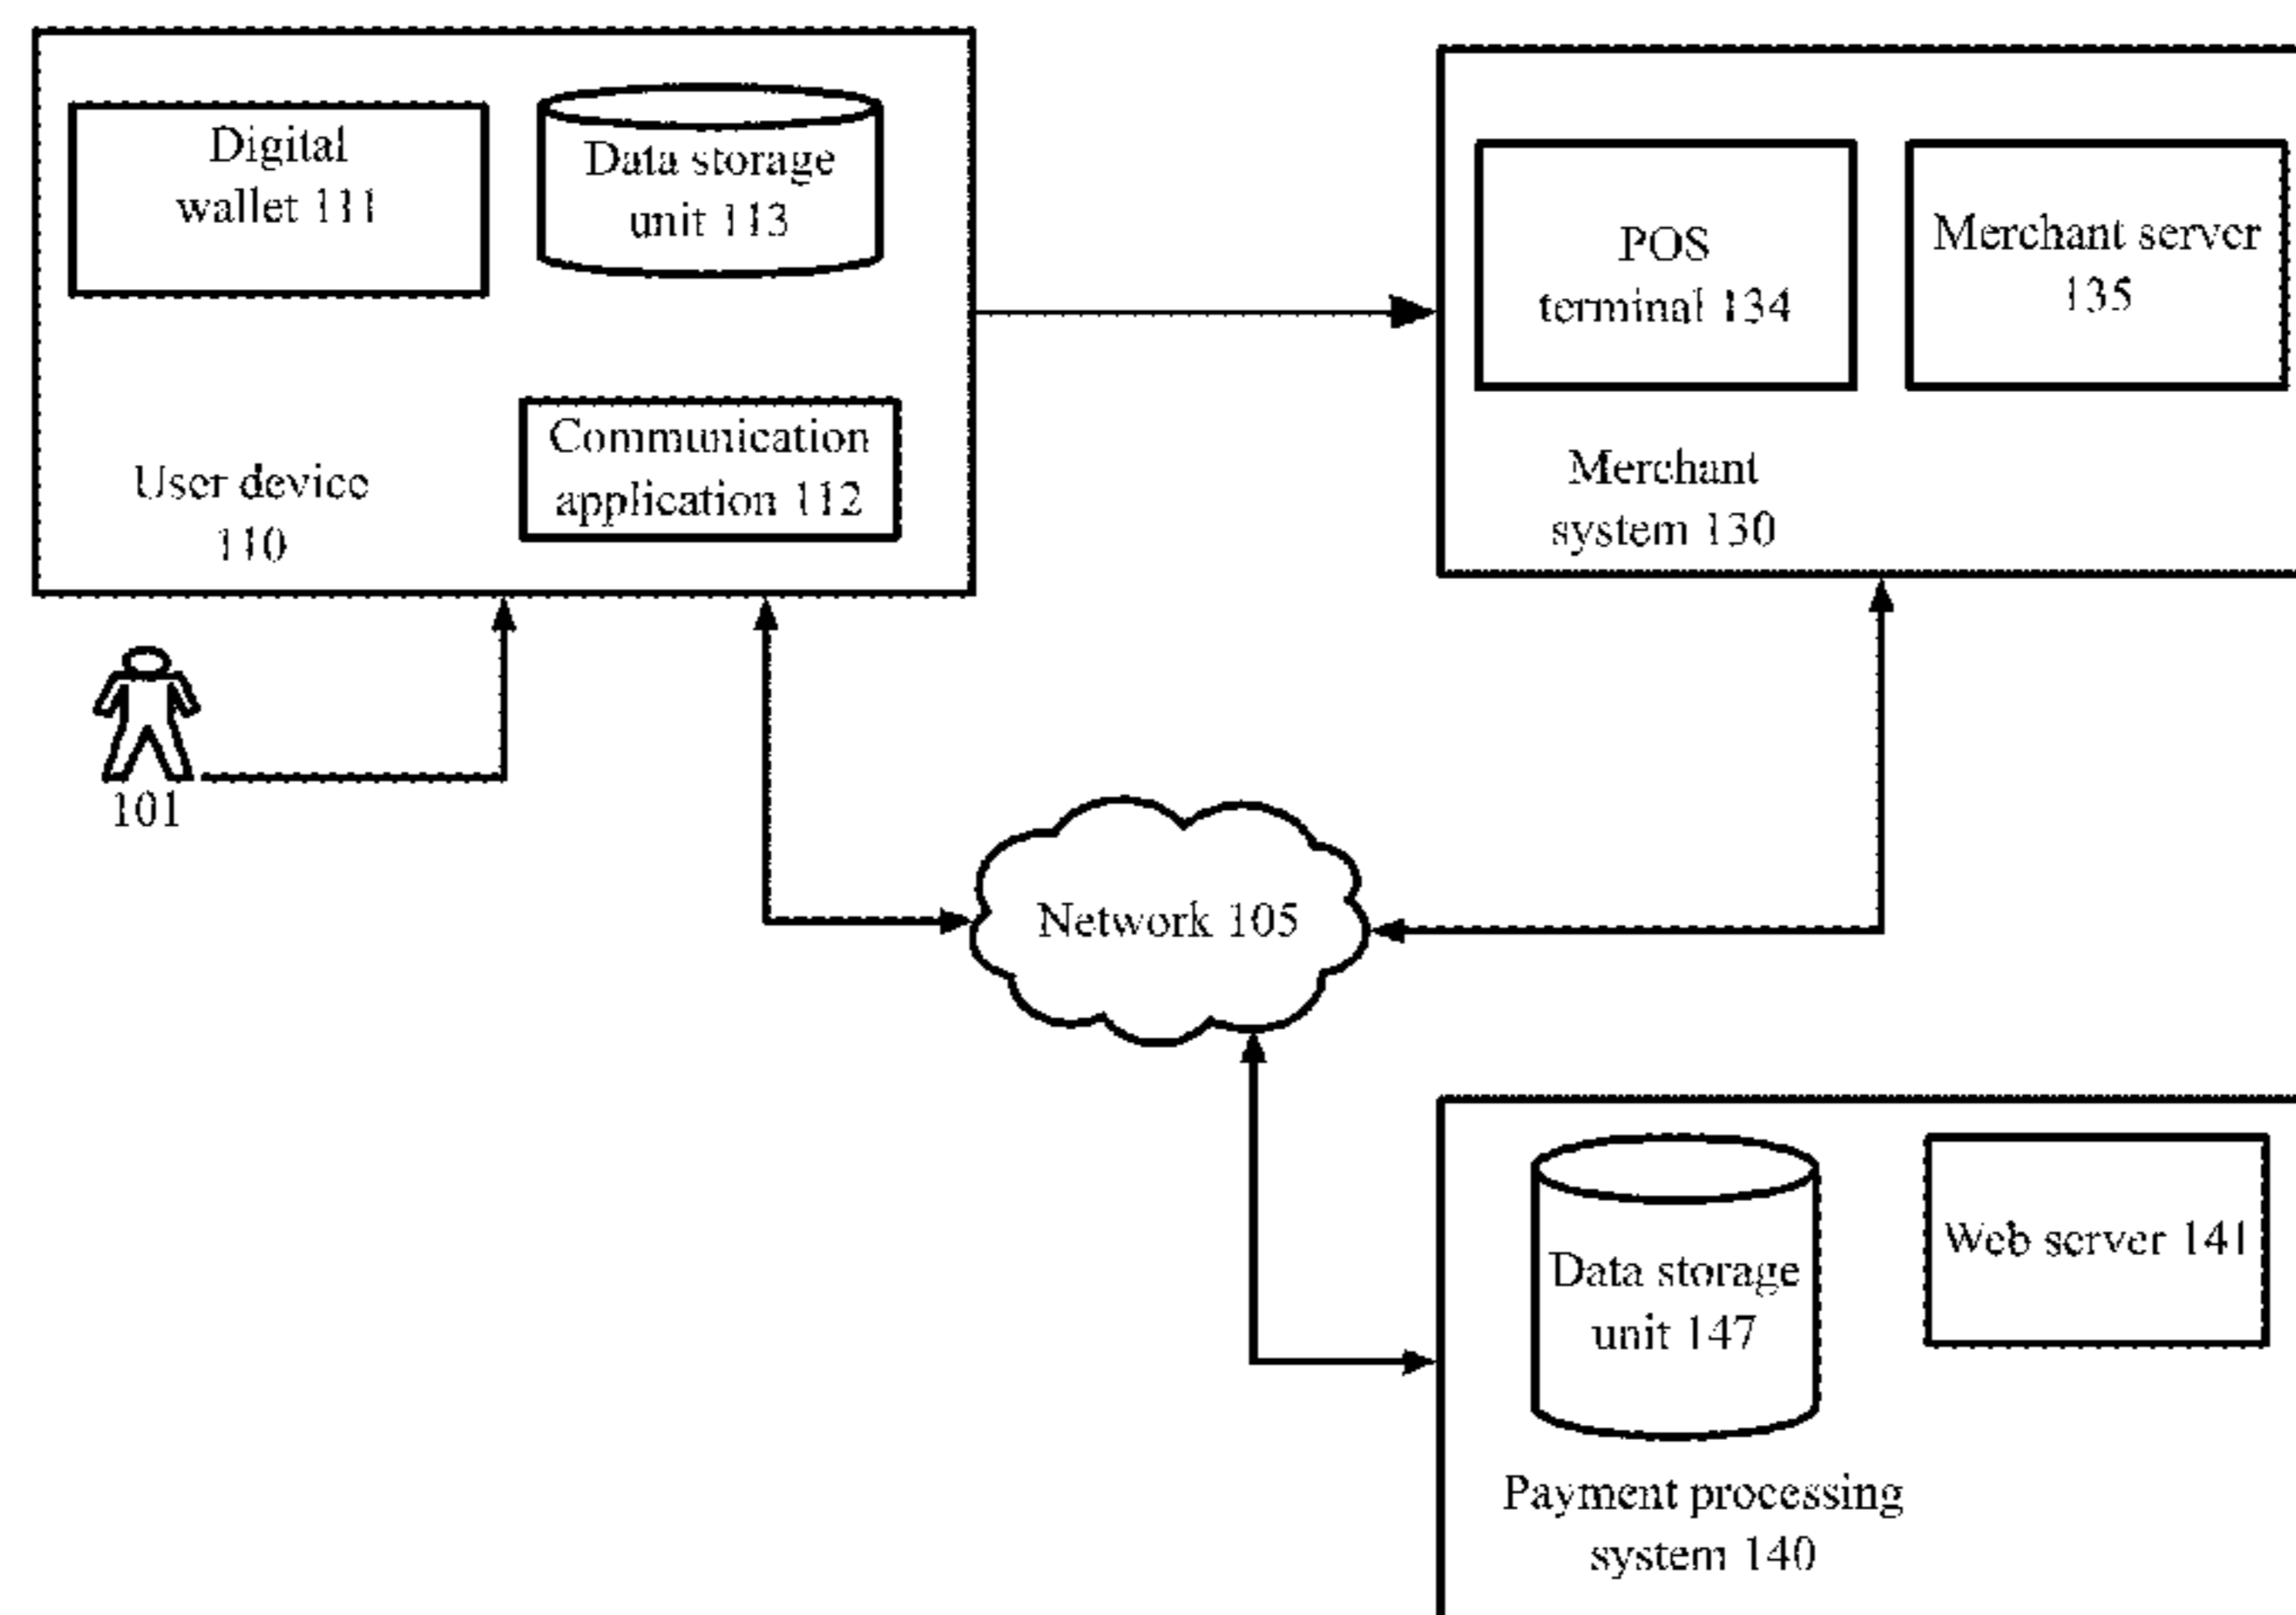 Digital
wallet 111
Data storage
unit 113
Communication
application 112
User device
110
101
POS
terminal 134
Merchant server
135
Merchant
system 130
Network 105
Data storage
unit 147
Web server 141
Payment processing
system 140